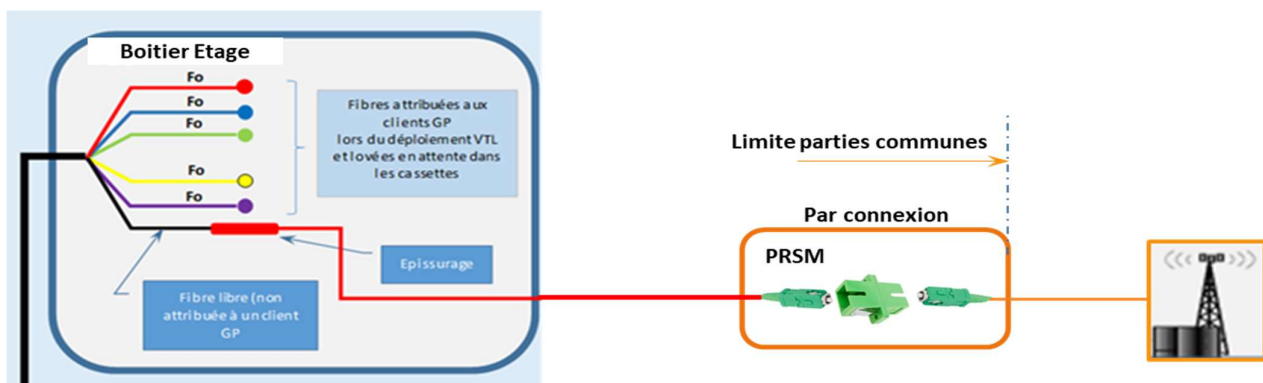 Boitier Etage
Fo
Fo
Fo
Fo
Fo
Fibres attribuées aux
clients GP
lors du déploiement VTL
et lovées en attente dans
les cassettes
Epissurage
Fibre libre (non
attribuée à un client
GP
Limite parties communes
Par connexion
PRSM